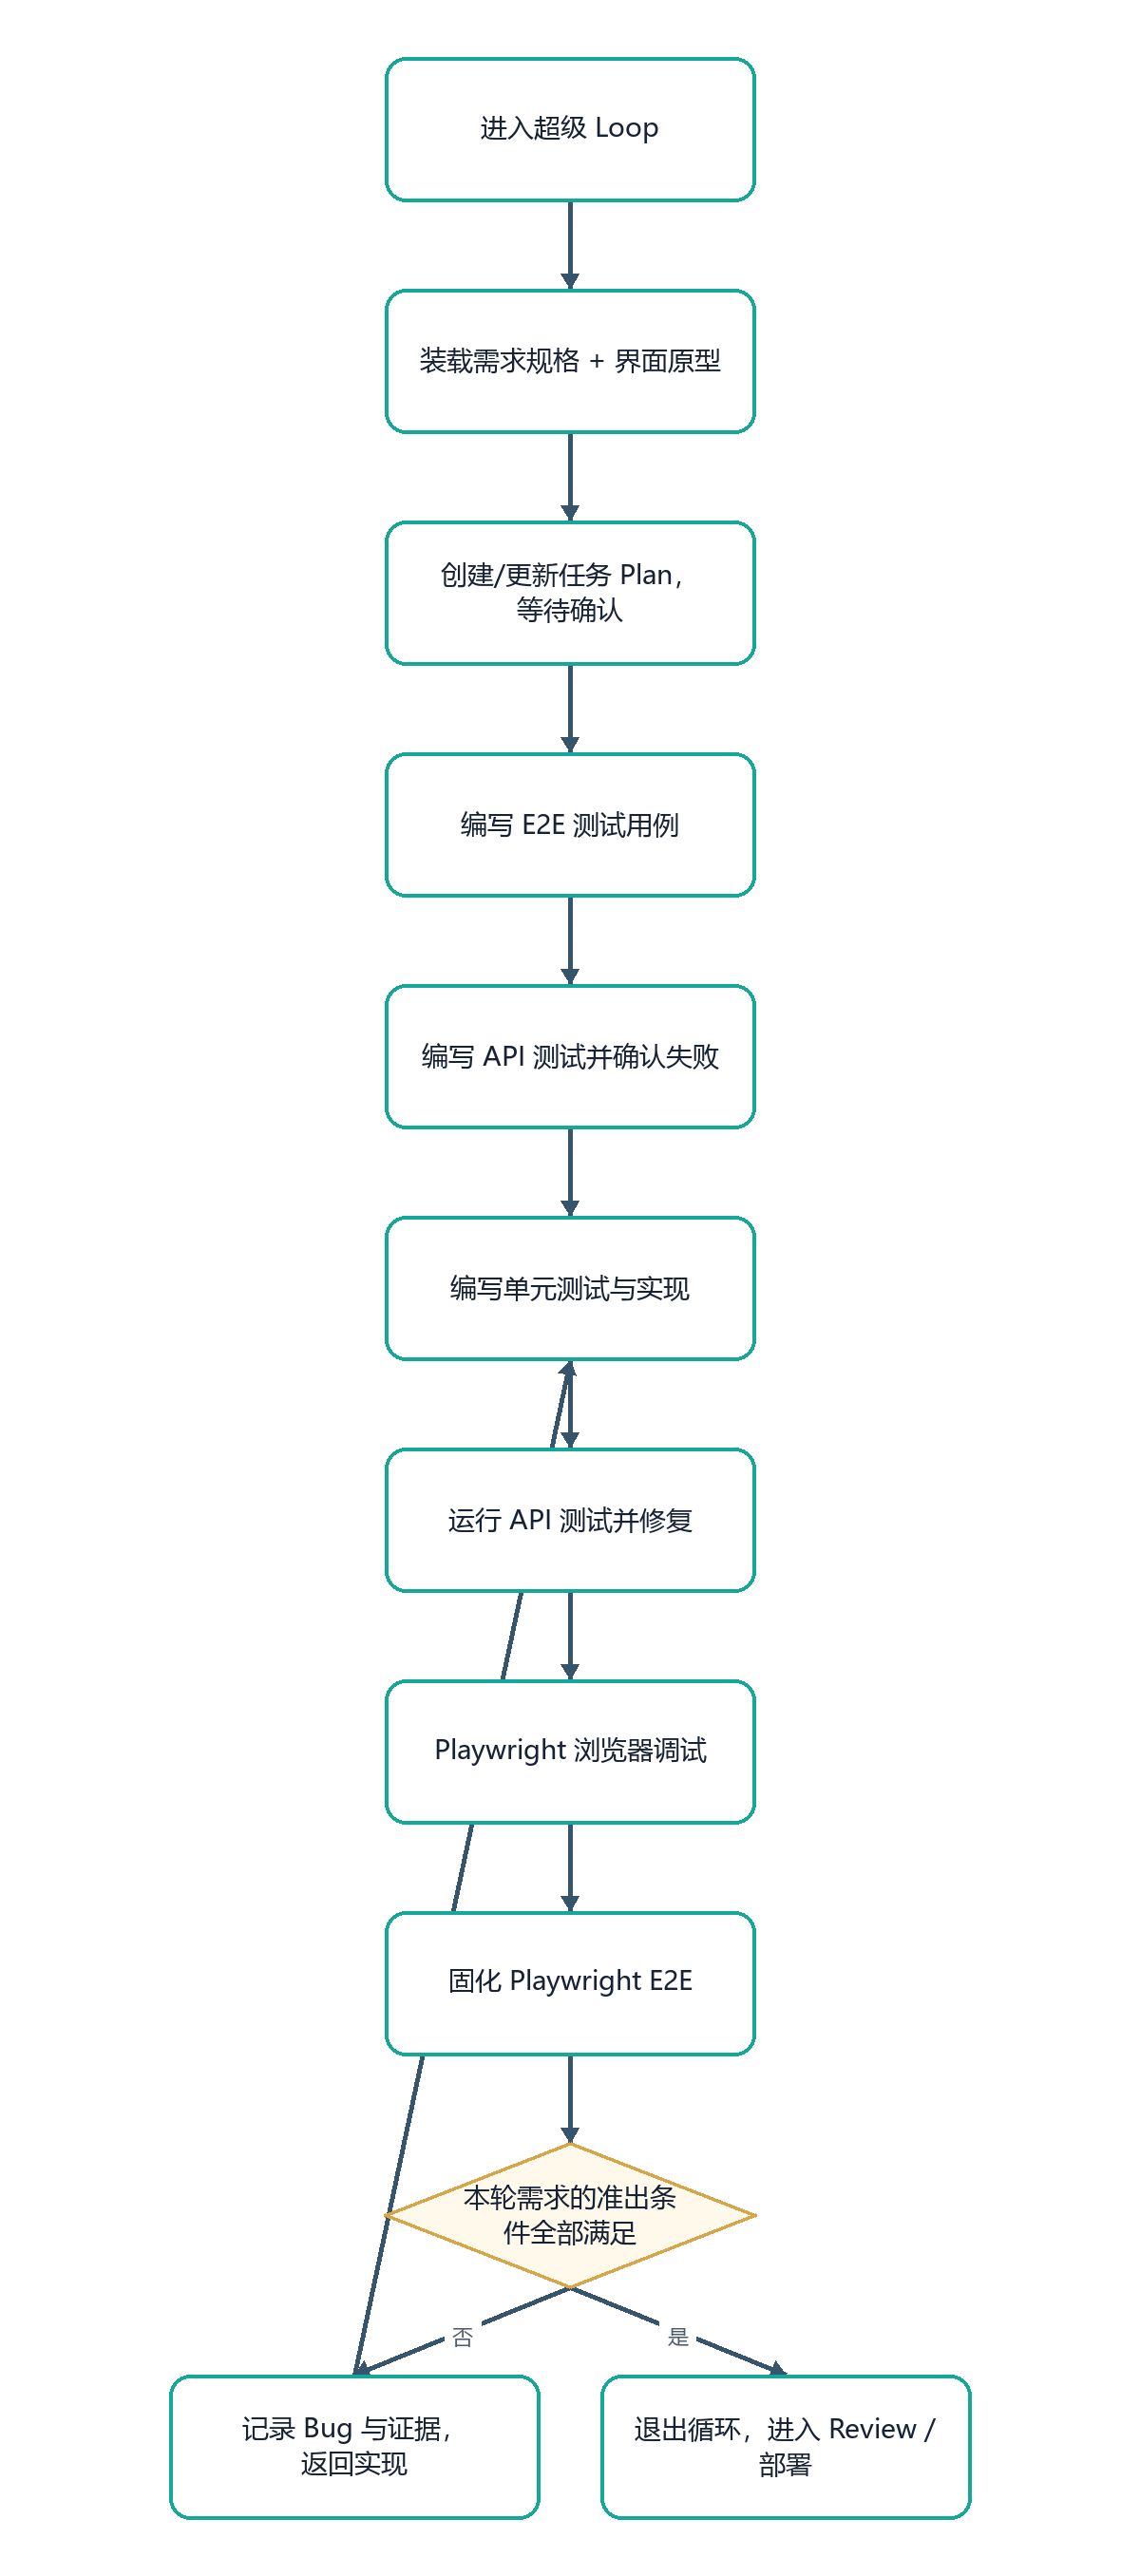 进入超级 Loop
装载需求规格 + 界面原型
创建/更新任务 Plan，
等待确认
编写 E2E 测试用例
编写 API 测试并确认失败
编写单元测试与实现
运行 API 测试并修复
Playwright 浏览器调试
固化 Playwright E2E
本轮需求的准出条
件全部满足
否
是
记录 Bug 与证据，
返回实现
退出循环，进入 Review /
部署